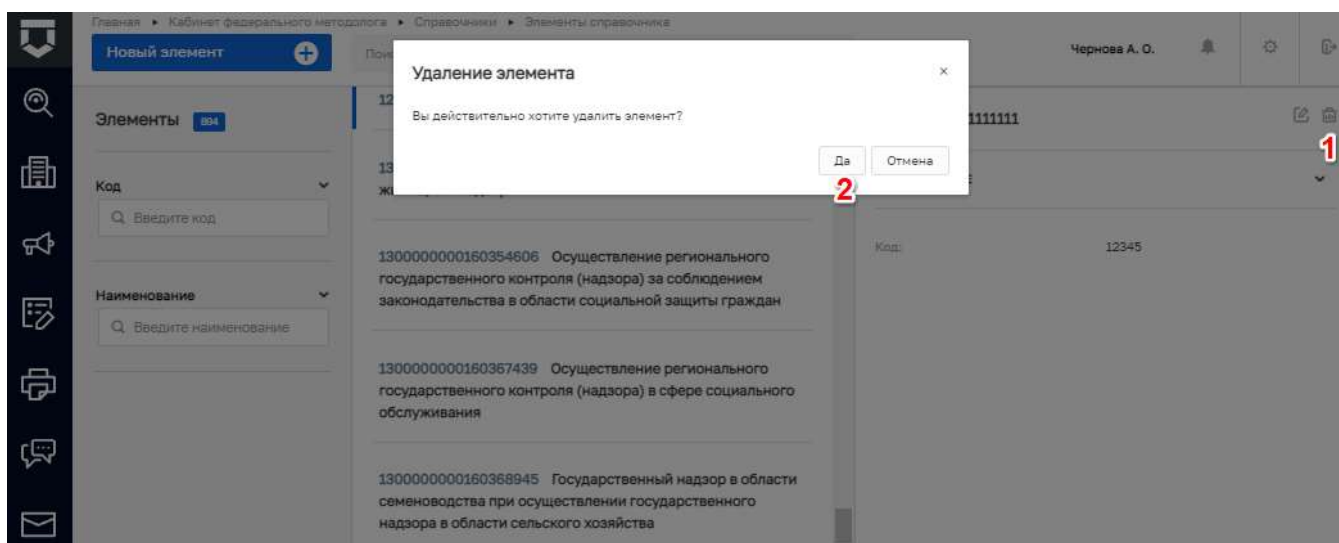 Главная ▸ Кабинет федерального методолога ▸ Справочники ▸ Элементы справочника
Новый элемент
Чернова А. О.
Удаление элемента
Вы действительно хотите удалить элемент?
Да
Отмена
1
2
Элементы 894
Код
Введите код
Наименование
Введите наименование
12
13
1300000000160354606 Осуществление регионального
государственного контроля (надзора) за соблюдением
законодательства в области социальной защиты граждан
1300000000160367439 Осуществление регионального
государственного контроля (надзора) в сфере социального
обслуживания
1300000000160368945 Государственный надзор в области
семеноводства при осуществлении государственного
надзора в области сельского хозяйства
1111111
Код:
12345